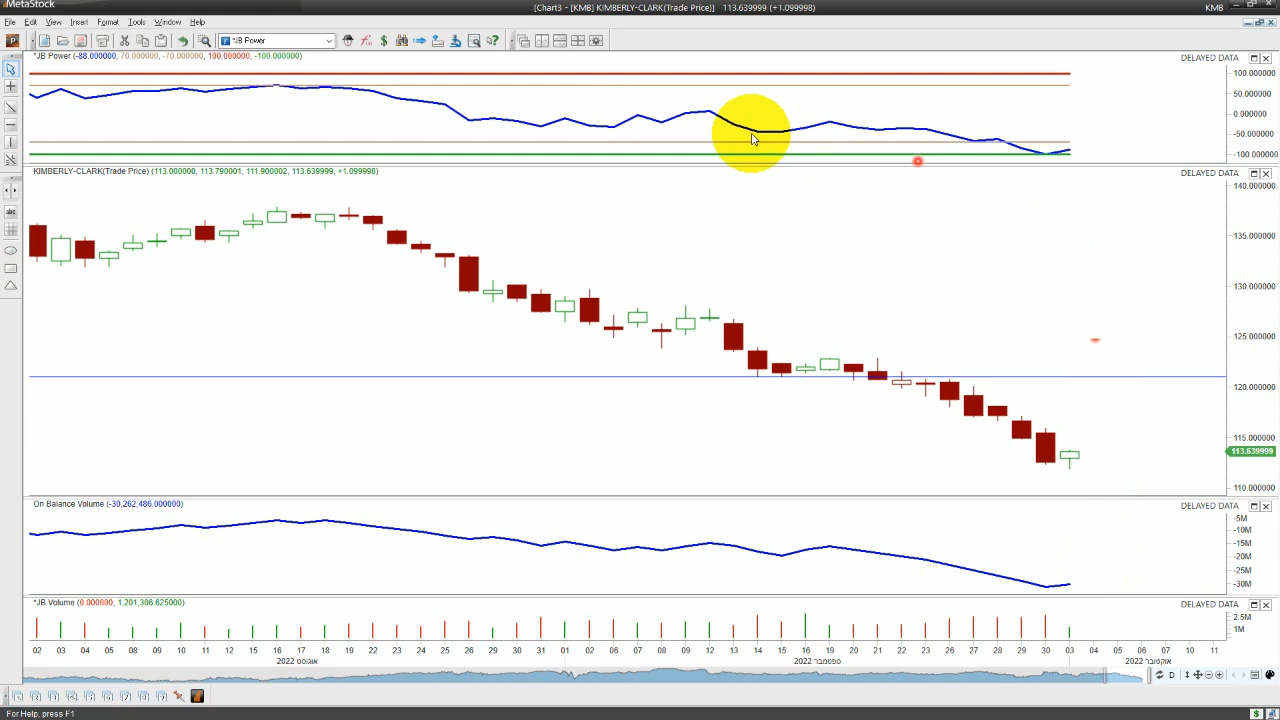 MetaStock
[Chart3 - [KMB] KIMBERLY-CLARK(Trade Price)] 113.639999 (+1.099998)
KMB
File Edit View Insert Format Tools Window Help
*JB Power
*JB Power (-88.000000, 70.000000, -70.000000, 100.000000, -100.000000)
DELAYED DATA
100.000000
50.000000
0.000000
-50.000000
-100.000000
KIMBERLY-CLARK(Trade Price) (113.000000, 113.830001, 111.900002, 113.639999, +1.099998)
DELAYED DATA
140.000000
135.000000
130.000000
125.000000
120.000000
115.000000
113.639999
110.000000
abc
On Balance Volume (-30,262,486.000000)
DELAYED DATA
-5M
-10M
-15M
-20M
-25M
-30M
*JB Volume (0.000000, 1,201,306.625000)
DELAYED DATA
2.5M
1M
02 03 04 05 08 09 10 11 12 15 16 17 18 19 22 23 24 25 26 29 30 31 01 02 06 07 08 09 12 13 14 15 16 19 20 21 22 23 26 27 28 29 30 03 04 05 06 07 10 11
אוגוסט 2022
ספטמבר 2022
אוקטובר 2022
D
For Help, press F1